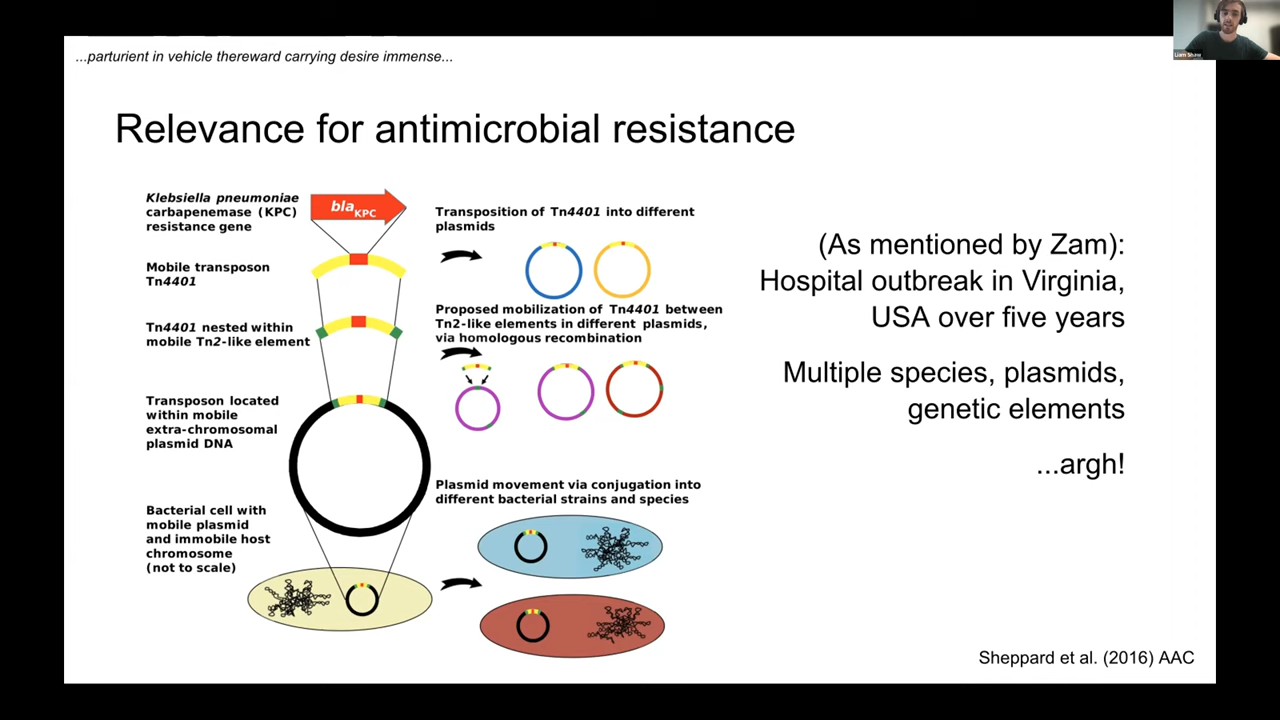 ...parturient in vehicle thereward carrying desire immense...
Liam Shaw
Relevance for antimicrobial resistance
Klebsiella pneumoniae
carbapenemase (KPC)
resistance gene
blaKPC
Mobile transposon
Tn4401
Tn4401 nested within
mobile Tn2-like element
Transposon located
within mobile
extra-chromosomal
plasmid DNA
Bacterial cell with
mobile plasmid
and immobile host
chromosome
(not to scale)
Transposition of Tn4401 into different
plasmids
Proposed mobilization of Tn4401 between
Tn2-like elements in different plasmids,
via homologous recombination
Plasmid movement via conjugation into
different bacterial strains and species
(As mentioned by Zam):
Hospital outbreak in Virginia,
USA over five years
Multiple species, plasmids,
genetic elements
...argh!
Sheppard et al. (2016) AAC